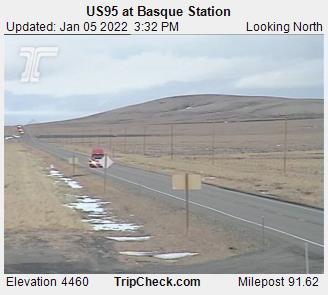 US95 at Basque Station
Updated: Jan 05 2022 3:32 PM Looking North
Elevation 4460 TripCheck.com Milepost 91.62